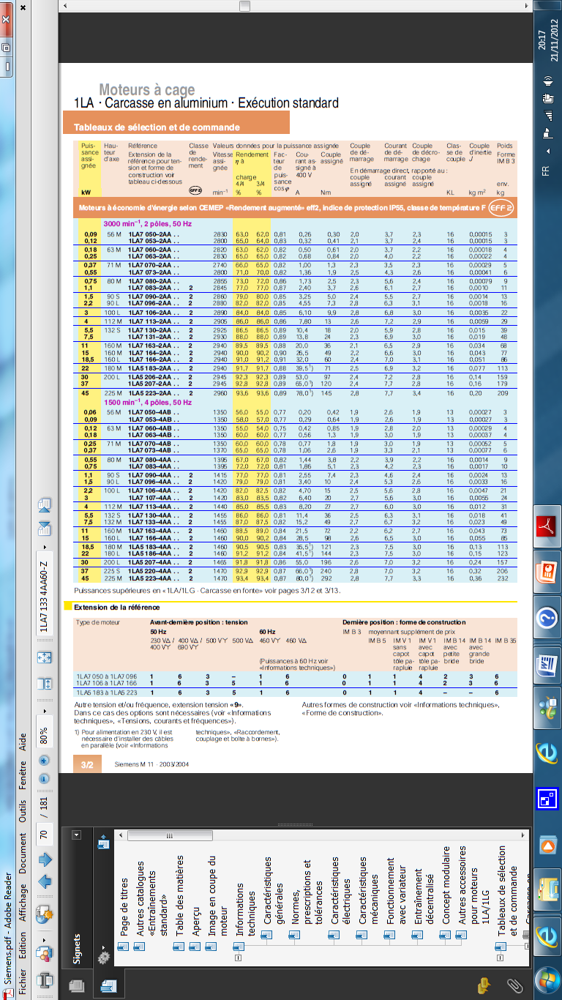 Moteurs à cage
1LA · Carcasse en aluminium · Exécution standard
Tableaux de sélection et de commande
Puissance assignée kW | Hauteur d'axe | Référence Extension de la référence pour tension et forme de construction voir tableau ci-dessous | Classe de rendement EFF 2 | Valeurs données pour la puissance assignée | Vitesse assignée min⁻¹ | Rendement η à charge 4/4 % 3/4 % | Facteur de puissance cos φ | Courant assigné à 400 V A | Couple assigné Nm | Couple de démarrage | Courant de démarrage | Couple de décrochage | En démarrage direct, rapporté au : couple assigné | courant assigné | couple assigné | Classe de couple KL | Couple d'inertie J kg m² | Poids Forme IM B 3 env. kg
Moteurs à économie d'énergie selon CEMEP «Rendement augmenté» eff2, indice de protection IP55, classe de température F EFF 2
3000 min⁻¹, 2 pôles, 50 Hz
0,09 56 M 1LA7 050–2AA . . 2830 63,0 62,0 0,81 0,26 0,30 2,0 3,7 2,3 16 0,00015 3
0,12 1LA7 053–2AA . . 2800 65,0 64,0 0,83 0,32 0,41 2,1 3,7 2,4 16 0,00015 3
0,18 63 M 1LA7 060–2AA . . 2820 63,0 62,0 0,82 0,50 0,61 2,0 3,7 2,2 16 0,00018 4
0,25 1LA7 063–2AA . . 2830 65,0 65,0 0,82 0,68 0,84 2,0 4,0 2,2 16 0,00022 4
0,37 71 M 1LA7 070–2AA . . 2740 66,0 65,0 0,82 1,00 1,3 2,3 3,5 2,3 16 0,00029 5
0,55 1LA7 073–2AA . . 2800 71,0 70,0 0,82 1,36 1,9 2,5 4,3 2,6 16 0,00041 6
0,75 80 M 1LA7 080–2AA . . 2855 73,0 72,0 0,86 1,73 2,5 2,3 5,6 2,4 16 0,00079 9
1,1 1LA7 083–2AA . . 2 2845 77,0 77,0 0,87 2,40 3,7 2,6 6,1 2,7 16 0,0010 11
1,5 90 S 1LA7 090–2AA . . 2 2860 79,0 80,0 0,85 3,25 5,0 2,4 5,5 2,7 16 0,0014 13
2,2 90 L 1LA7 096–2AA . . 2 2880 82,0 82,0 0,85 4,55 7,3 2,8 6,3 3,1 16 0,0018 16
3 100 L 1LA7 106–2AA . . 2 2890 84,0 84,0 0,85 6,10 9,9 2,8 6,8 3,0 16 0,0035 22
4 112 M 1LA7 113–2AA . . 2 2905 86,0 86,0 0,86 7,80 13 2,6 7,2 2,9 16 0,0059 29
5,5 132 S 1LA7 130–2AA . . 2 2925 86,5 86,5 0,89 10,4 18 2,0 5,9 2,8 16 0,015 39
7,5 1LA7 131–2AA . . 2 2930 88,0 88,0 0,89 13,8 24 2,3 6,9 3,0 16 0,019 48
11 160 M 1LA7 163–2AA . . 2 2940 89,5 89,5 0,88 20,0 36 2,1 6,5 2,9 16 0,034 68
15 160 M 1LA7 164–2AA . . 2 2940 90,0 90,2 0,90 26,5 49 2,2 6,6 3,0 16 0,043 77
18,5 160 L 1LA7 166–2AA . . 2 2940 91,0 91,2 0,91 32,0 60 2,4 7,0 3,1 16 0,051 86
22 180 M 1LA5 183–2AA . . 2 2940 91,7 91,7 0,88 39,5¹) 71 2,5 6,9 3,2 16 0,077 113
30 200 L 1LA5 206–2AA . . 2 2945 92,3 92,3 0,89 53,0 97 2,4 7,2 2,8 16 0,14 159
37 1LA5 207–2AA . . 2 2945 92,8 92,8 0,89 65,0¹) 120 2,4 7,7 2,8 16 0,16 179
45 225 M 1LA5 223–2AA . . 2 2960 93,6 93,6 0,89 78,0¹) 145 2,8 7,7 3,4 16 0,20 209
1500 min⁻¹, 4 pôles, 50 Hz
0,06 56 M 1LA7 050–4AB . . 1350 56,0 55,0 0,77 0,20 0,42 1,9 2,6 1,9 13 0,00027 3
0,09 1LA7 053–4AB . . 1350 58,0 57,0 0,77 0,29 0,64 1,9 2,6 1,9 13 0,00027 3
0,12 63 M 1LA7 060–4AB . . 1350 55,0 54,0 0,75 0,42 0,85 1,9 2,8 2,0 13 0,00029 4
0,18 1LA7 063–4AB . . 1350 60,0 60,0 0,77 0,56 1,3 1,9 3,0 1,9 13 0,00037 4
0,25 71 M 1LA7 070–4AB . . 1350 60,0 60,0 0,78 0,77 1,8 1,9 3,0 1,9 13 0,00052 5
0,37 1LA7 073–4AB . . 1370 65,0 65,0 0,78 1,06 2,6 1,9 3,3 2,1 13 0,00077 6
0,55 80 M 1LA7 080–4AA . . 1395 67,0 67,0 0,82 1,44 3,8 2,2 3,9 2,2 16 0,0014 9
0,75 1LA7 083–4AA . . 1395 72,0 72,0 0,81 1,86 5,1 2,3 4,2 2,3 16 0,0017 10
1,1 90 S 1LA7 090–4AA . . 2 1415 77,0 77,0 0,81 2,55 7,4 2,3 4,6 2,4 16 0,0024 13
1,5 90 L 1LA7 096–4AA . . 2 1420 79,0 79,0 0,81 3,40 10 2,4 5,3 2,6 16 0,0033 16
2,2 100 L 1LA7 106–4AA . . 2 1420 82,0 82,5 0,82 4,70 15 2,5 5,6 2,8 16 0,0047 21
3 1LA7 107–4AA . . 2 1420 83,0 83,5 0,82 6,40 20 2,7 5,6 3,0 16 0,0055 24
4 112 M 1LA7 113–4AA . . 2 1440 85,0 85,5 0,83 8,20 27 2,7 6,0 3,0 16 0,012 31
5,5 132 S 1LA7 130–4AA . . 2 1455 86,0 86,0 0,81 11,4 36 2,5 6,3 3,1 16 0,018 41
7,5 132 M 1LA7 133–4AA . . 2 1455 87,0 87,5 0,82 15,2 49 2,7 6,7 3,2 16 0,023 49
11 160 M 1LA7 163–4AA . . 2 1460 88,5 89,0 0,84 21,5 72 2,2 6,2 2,7 16 0,043 73
15 160 L 1LA7 166–4AA . . 2 1460 90,0 90,2 0,84 28,5 98 2,6 6,5 3,0 16 0,055 85
18,5 180 M 1LA5 183–4AA . . 2 1460 90,5 90,5 0,83 35,5¹) 121 2,3 7,5 3,0 16 0,13 113
22 180 L 1LA5 186–4AA . . 2 1460 91,2 91,2 0,84 41,5¹) 144 2,3 7,5 3,0 16 0,15 123
30 200 L 1LA5 207–4AA . . 2 1465 91,8 91,8 0,86 55,0 196 2,6 7,0 3,2 16 0,24 157
37 225 S 1LA5 220–4AA . . 2 1470 92,9 92,9 0,87 66,0¹) 240 2,8 7,0 3,2 16 0,32 206
45 225 M 1LA5 223–4AA . . 2 1470 93,4 93,4 0,87 80,0¹) 292 2,8 7,7 3,3 16 0,36 232
Puissances supérieures en «1LA/1LG · Carcasse en fonte» voir pages 3/12 et 3/13.
Extension de la référence
Type de moteur | Avant-dernière position : tension | Dernière position : forme de construction
50 Hz | 60 Hz | IM B 3 | moyennant supplément de prix
230 VΔ / 400 VY | 400 VΔ / 690 VY | 500 VY | 500 VΔ | 460 VY | 460 VΔ | IM B 5 | IM V 1 sans capot tôle parapluie | IM V 1 avec capot tôle parapluie | IM B 14 avec petite bride | IM B 14 avec grande bride | IM B 35
(Puissances à 60 Hz voir «Informations techniques»)
1LA7 050 à 1LA7 096 1 6 3 – 1 6 0 1 1 4 2 3 6
1LA7 106 à 1LA7 166 1 6 3 5 1 6 0 1 1 4 2 3 6
1LA5 183 à 1LA5 223 1 6 3 5 1 6 0 1 1 4 – – 6
Autre tension et/ou fréquence, extension tension «9».
Dans ce cas des options sont nécessaires (voir «Informations
techniques», «Tensions, courants et fréquences»).
Autres formes de construction voir «Informations techniques»,
«Forme de construction».
1) Pour alimentation en 230 V, il est
nécessaire d'installer des câbles
en parallèle (voir «Informations
techniques», «Raccordement,
couplage et boîte à bornes»).
3/2 Siemens M 11 · 2003/2004
Siemens.pdf - Adobe Reader
Fichier Edition Affichage Document Outils Fenêtre Aide
70 / 181 80% 1LA7 133 4AA60-Z
Signets
Page de titres
Autres catalogues
«Entraînements
standard»
Table des matières
Aperçu
Image en coupe du
moteur
Informations
techniques
Caractéristiques
générales
Normes,
prescriptions et
tolérances
Caractéristiques
électriques
Caractéristiques
mécaniques
Fonctionnement
avec variateur
Entraînement
décentralisé
Concept modulaire
Autres accessoires
pour moteurs
1LA/1LG
Tableaux de sélection
et de commande
FR
20:17
21/11/2012